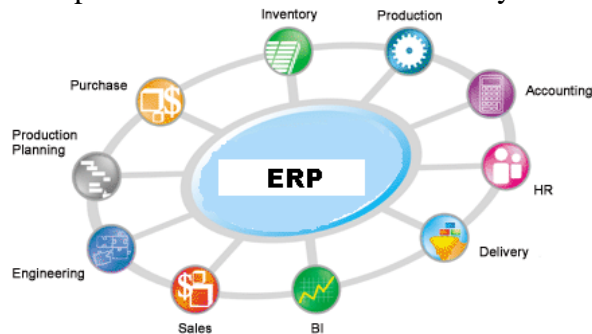 Inventory
Production
Purchase
Accounting
Production
Planning
ERP
HR
Delivery
Engineering
Sales
BI